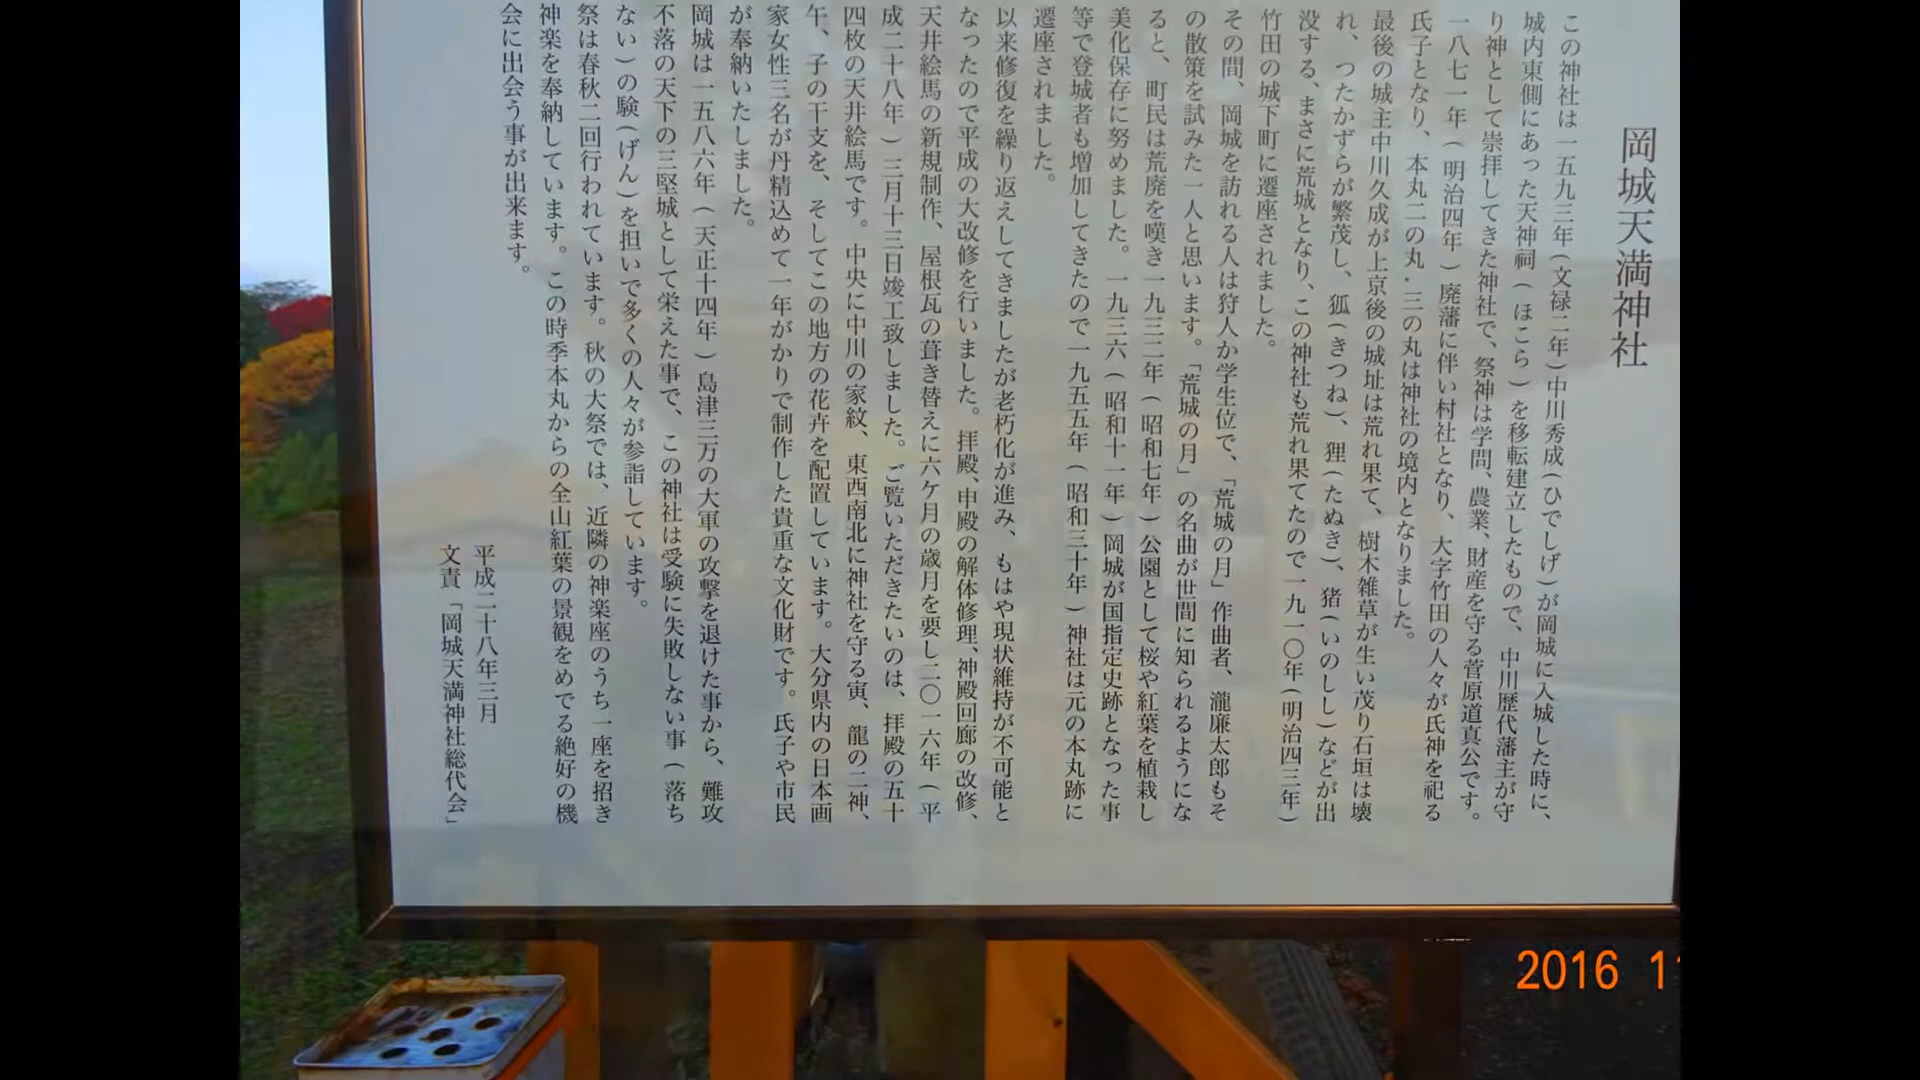 岡城天満神社
この神社は一五九三年(文禄二年)中川秀成(ひでしげ)が岡城に入城した時に、
城内東側にあった天神祠(ほこら)を移転建立したもので、中川歴代藩主が守
り神として崇拝してきた神社で、祭神は学問、農業、財産を守る菅原道真公です。
一八七一年(明治四年)廃藩に伴い村社となり、大字竹田の人々が氏神を祀る
氏子となり、本丸二の丸・三の丸は神社の境内となりました。
最後の城主中川久成が上京後の城址は荒れ果て、樹木雑草が生い茂り石垣は壊
れ、つたかずらが繁茂し、狐(きつね)、狸(たぬき)、猪(いのしし)などが出
没する、まさに荒城となり、この神社も荒れ果てたので一九一〇年(明治四三年)
竹田の城下町に遷座されました。
その間、岡城を訪れる人は狩人か学生位で、「荒城の月」作曲者、瀧廉太郎もそ
の散策を試みた一人と思います。「荒城の月」の名曲が世間に知られるようにな
ると、町民は荒廃を嘆き一九三二年(昭和七年)公園として桜や紅葉を植栽し
美化保存に努めました。一九三六(昭和十一年)岡城が国指定史跡となった事
等で登城者も増加してきたので一九五五年(昭和三十年)神社は元の本丸跡に
遷座されました。
以来修復を繰り返えしてきましたが老朽化が進み、もはや現状維持が不可能と
なったので平成の大改修を行いました。拝殿、申殿の解体修理、神殿回廊の改修、
天井絵馬の新規制作、屋根瓦の葺き替えに六ケ月の歳月を要し二〇一六年(平
成二十八年)三月十三日竣工致しました。ご覧いただきたいのは、拝殿の五十
四枚の天井絵馬です。中央に中川の家紋、東西南北に神社を守る寅、龍の二神、
午、子の干支を、そしてこの地方の花卉を配置しています。大分県内の日本画
家女性三名が丹精込めて一年がかりで制作した貴重な文化財です。氏子や市民
が奉納いたしました。
岡城は一五八六年(天正十四年)島津三万の大軍の攻撃を退けた事から、難攻
不落の天下の三堅城として栄えた事で、この神社は受験に失敗しない事(落ち
ない)の験(げん)を担いで多くの人々が参詣しています。
祭は春秋二回行われています。秋の大祭では、近隣の神楽座のうち一座を招き
神楽を奉納しています。この時季本丸からの全山紅葉の景観をめでる絶好の機
会に出会う事が出来ます。
平成二十八年三月
文責「岡城天満神社総代会」
2016 11